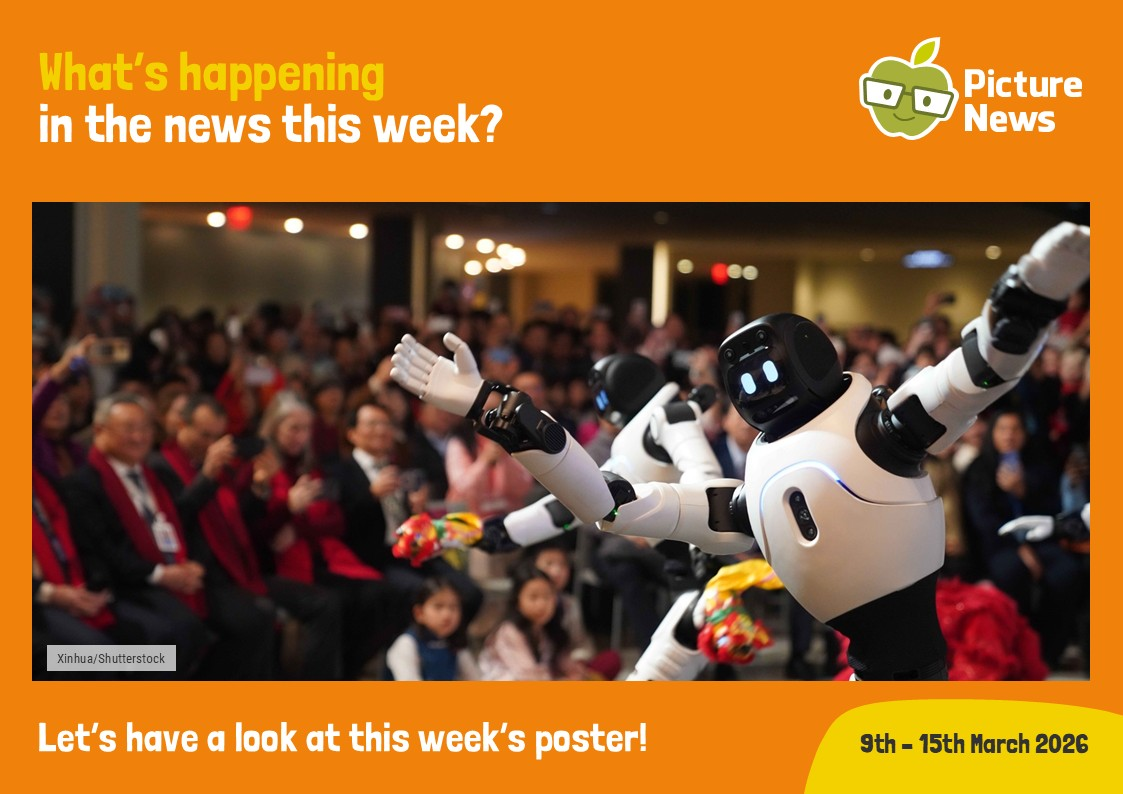 What's happening
in the news this week?
Picture
News
Xinhua/Shutterstock
Let's have a look at this week's poster!
9th – 15th March 2026